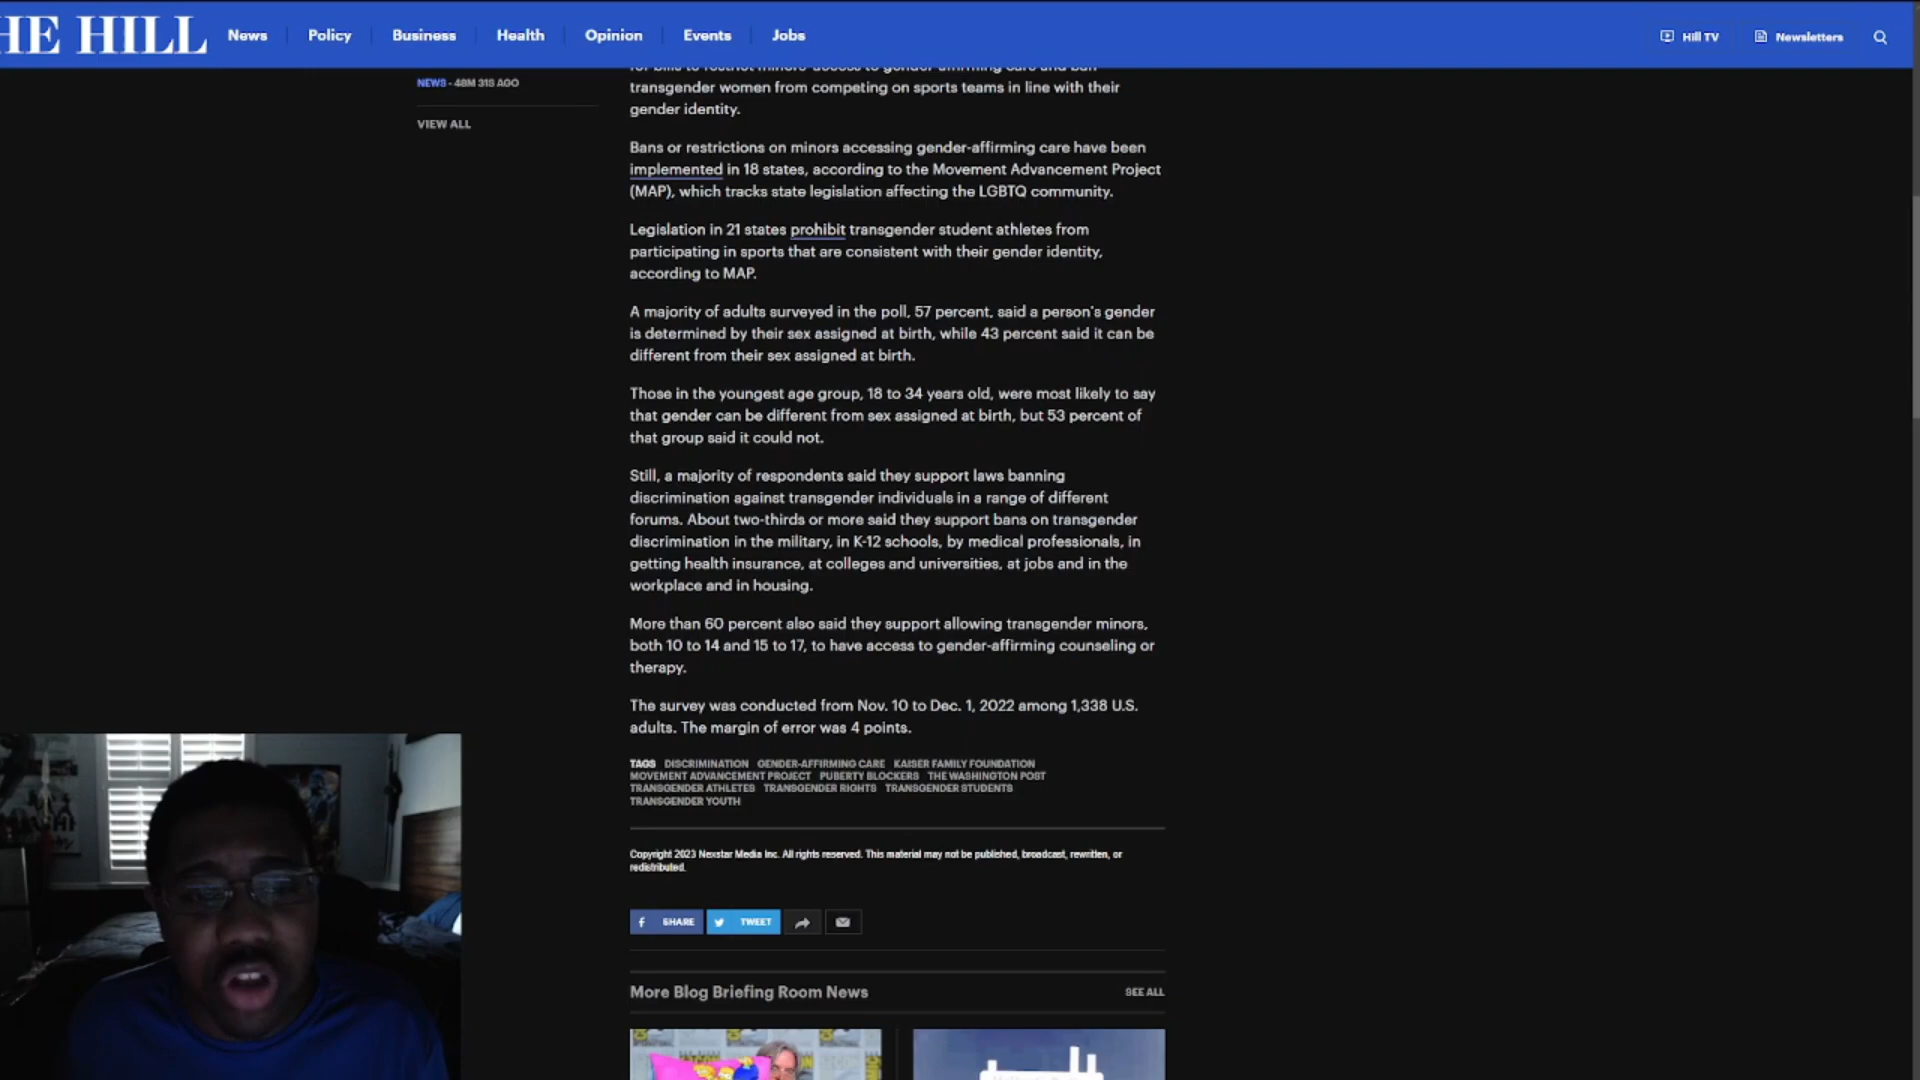 HE HILL
News
Policy
Business
Health
Opinion
Events
Jobs
Hill TV
Newsletters
NEWS - 48M 31S AGO
VIEW ALL
for bills to restrict minors' access to gender-affirming care and ban
transgender women from competing on sports teams in line with their
gender identity.
Bans or restrictions on minors accessing gender-affirming care have been
implemented in 18 states, according to the Movement Advancement Project
(MAP), which tracks state legislation affecting the LGBTQ community.
Legislation in 21 states prohibit transgender student athletes from
participating in sports that are consistent with their gender identity,
according to MAP.
A majority of adults surveyed in the poll, 57 percent, said a person's gender
is determined by their sex assigned at birth, while 43 percent said it can be
different from their sex assigned at birth.
Those in the youngest age group, 18 to 34 years old, were most likely to say
that gender can be different from sex assigned at birth, but 53 percent of
that group said it could not.
Still, a majority of respondents said they support laws banning
discrimination against transgender individuals in a range of different
forums. About two-thirds or more said they support bans on transgender
discrimination in the military, in K-12 schools, by medical professionals, in
getting health insurance, at colleges and universities, at jobs and in the
workplace and in housing.
More than 60 percent also said they support allowing transgender minors,
both 10 to 14 and 15 to 17, to have access to gender-affirming counseling or
therapy.
The survey was conducted from Nov. 10 to Dec. 1, 2022 among 1,338 U.S.
adults. The margin of error was 4 points.
TAGS DISCRIMINATION GENDER-AFFIRMING CARE KAISER FAMILY FOUNDATION
MOVEMENT ADVANCEMENT PROJECT PUBERTY BLOCKERS THE WASHINGTON POST
TRANSGENDER ATHLETES TRANSGENDER RIGHTS TRANSGENDER STUDENTS
TRANSGENDER YOUTH
Copyright 2023 Nexstar Media Inc. All rights reserved. This material may not be published, broadcast, rewritten, or
redistributed.
SHARE
TWEET
More Blog Briefing Room News
SEE ALL